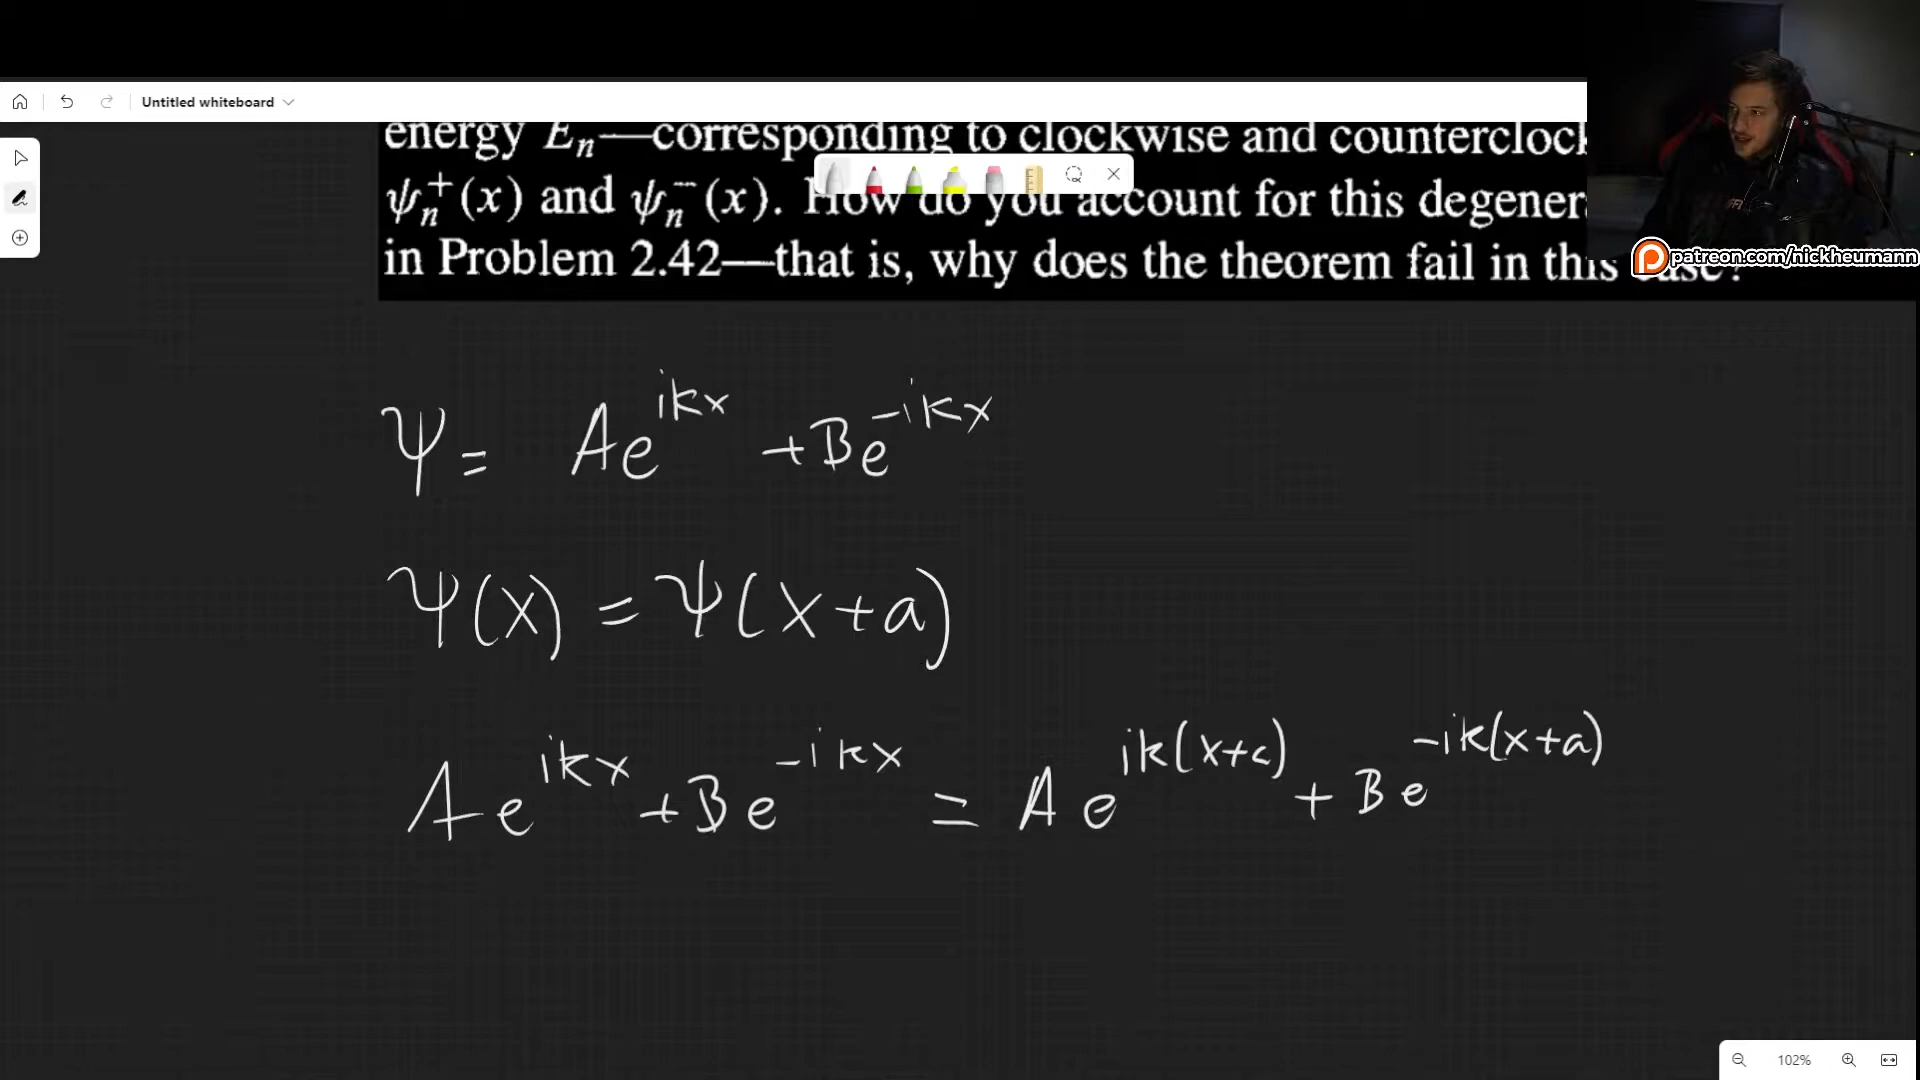 Untitled whiteboard
energy Eₙ—corresponding to clockwise and counterclock
ψₙ⁺(x) and ψₙ⁻(x). How do you account for this degener
in Problem 2.42—that is, why does the theorem fail in this case?
patreon.com/nickheumann
Ψ = Ae^{ikx} + Be^{-ikx}
Ψ(x) = Ψ(x+a)
Ae^{ikx} + Be^{-ikx} = Ae^{ik(x+a)} + Be^{-ik(x+a)}
102%